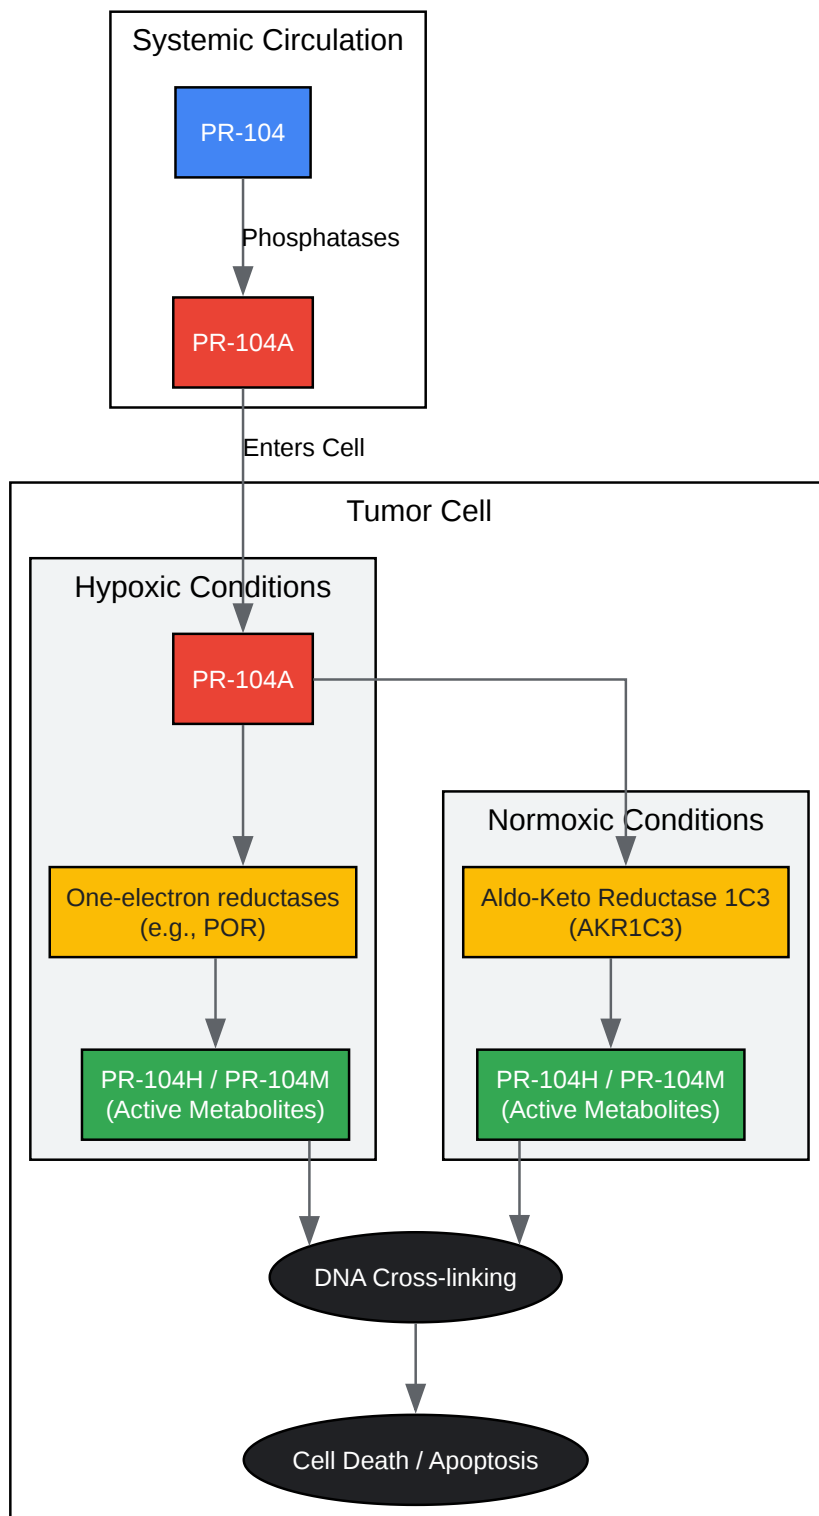 Systemic Circulation
PR-104
Phosphatases
PR-104A
Enters Cell
Tumor Cell
Hypoxic Conditions
PR-104A
Normoxic Conditions
One-electron reductases
(e.g., POR)
Aldo-Keto Reductase 1C3
(AKR1C3)
PR-104H / PR-104M
(Active Metabolites)
PR-104H / PR-104M
(Active Metabolites)
DNA Cross-linking
Cell Death / Apoptosis